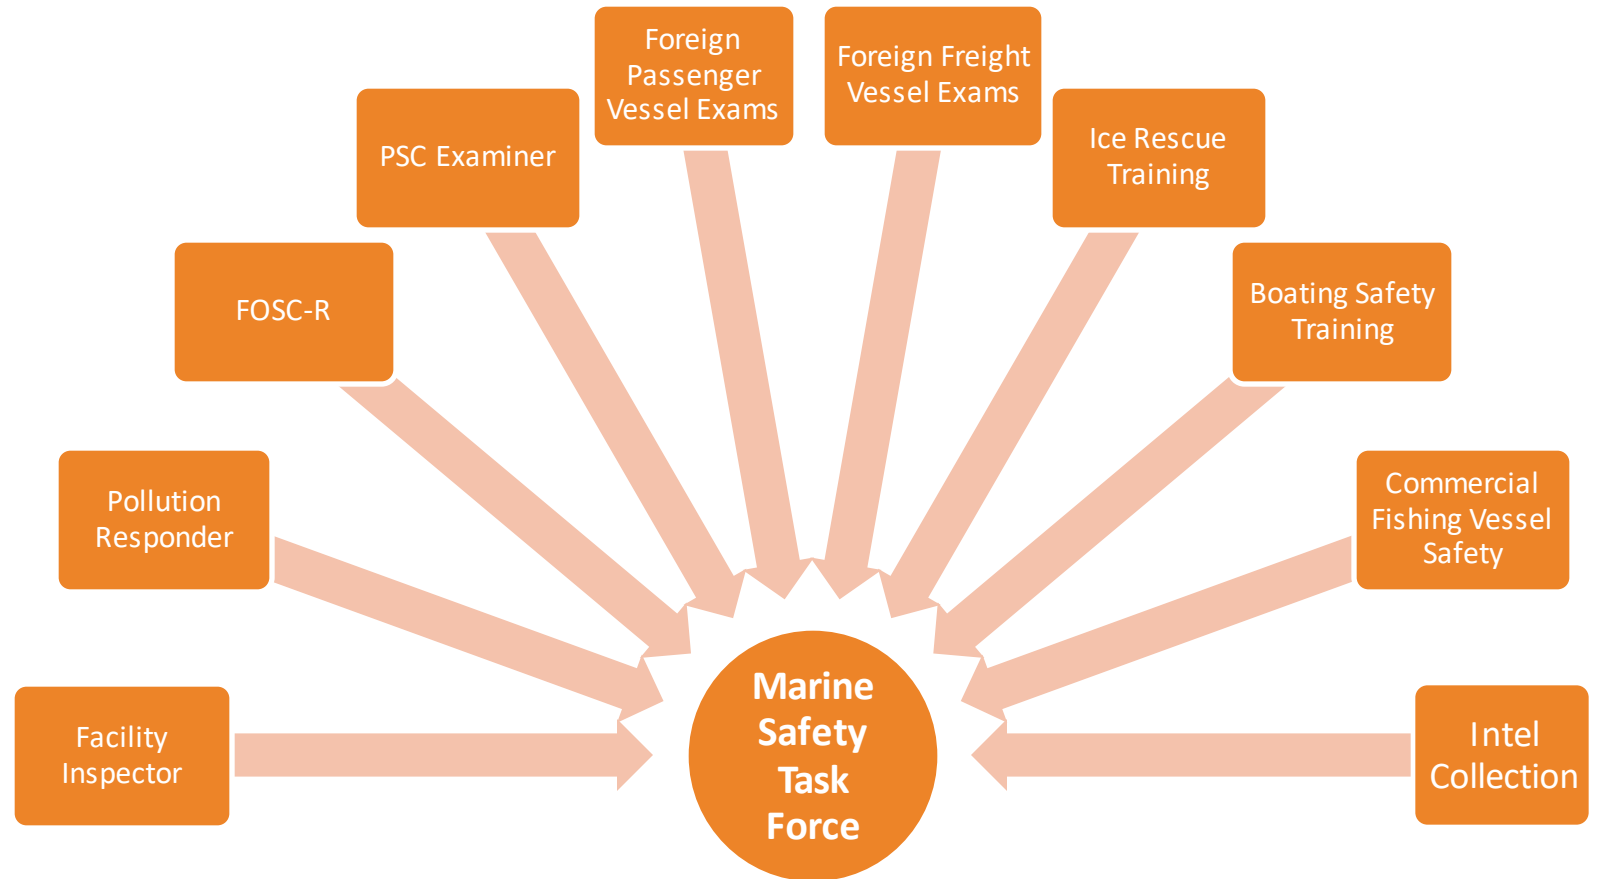 Foreign
Passenger
Vessel Exams
Foreign Freight
Vessel Exams
PSC Examiner
Ice Rescue
Training
FOSC-R
Boating Safety
Training
Pollution
Responder
Commercial
Fishing Vessel
Safety
Facility
Inspector
Marine
Safety
Task
Force
Intel
Collection